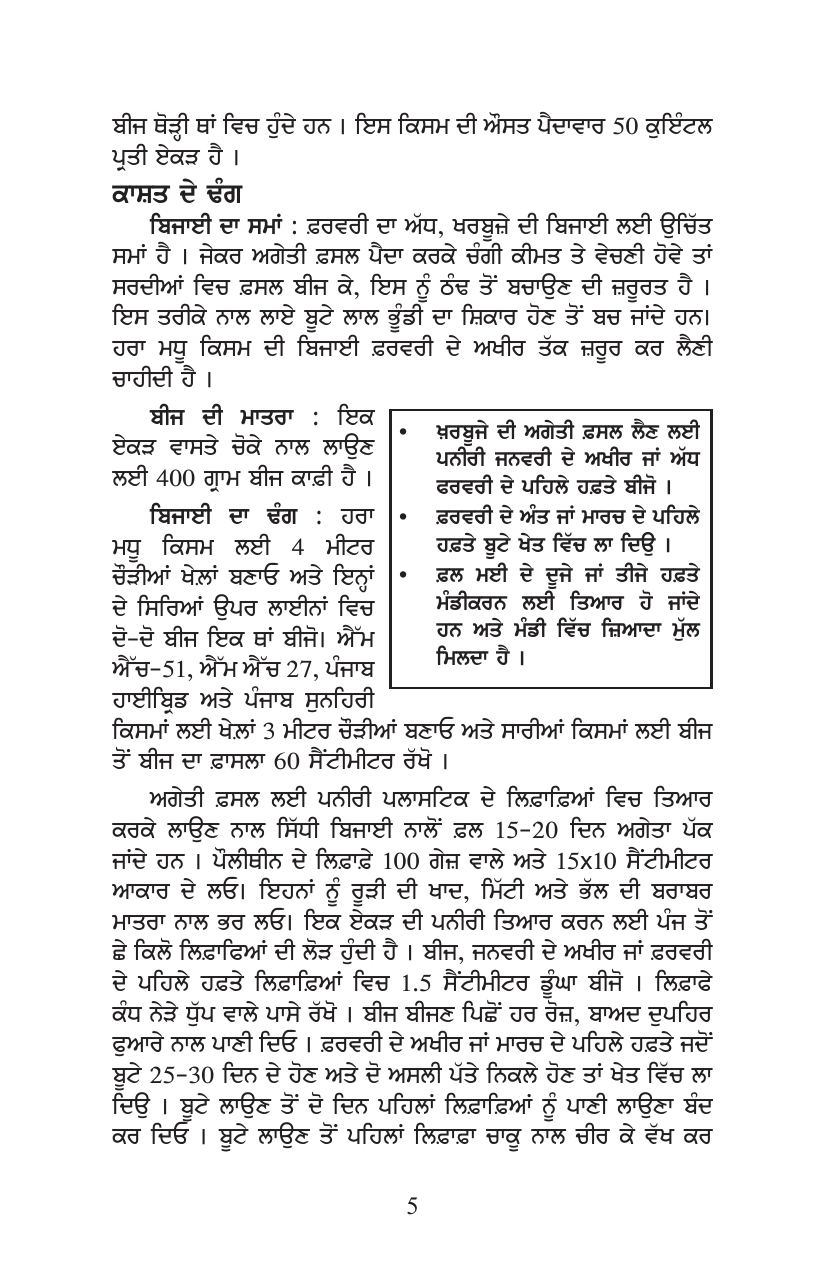 ਬੀਜ ਥੋੜ੍ਹੀ ਥਾਂ ਵਿਚ ਹੁੰਦੇ ਹਨ । ਇਸ ਕਿਸਮ ਦੀ ਔਸਤ ਪੈਦਾਵਾਰ 50 ਕੁਇੰਟਲ
ਪ੍ਰਤੀ ਏਕੜ ਹੈ ।
ਕਾਸ਼ਤ ਦੇ ਢੰਗ
ਬਿਜਾਈ ਦਾ ਸਮਾਂ : ਫ਼ਰਵਰੀ ਦਾ ਅੱਧ, ਖਰਬੂਜ਼ੇ ਦੀ ਬਿਜਾਈ ਲਈ ਉਚਿੱਤ
ਸਮਾਂ ਹੈ । ਜੇਕਰ ਅਗੇਤੀ ਫ਼ਸਲ ਪੈਦਾ ਕਰਕੇ ਚੰਗੀ ਕੀਮਤ ਤੇ ਵੇਚਣੀ ਹੋਵੇ ਤਾਂ
ਸਰਦੀਆਂ ਵਿਚ ਫ਼ਸਲ ਬੀਜ ਕੇ, ਇਸ ਨੂੰ ਠੰਢ ਤੋਂ ਬਚਾਉਣ ਦੀ ਜ਼ਰੂਰਤ ਹੈ ।
ਇਸ ਤਰੀਕੇ ਨਾਲ ਲਾਏ ਬੂਟੇ ਲਾਲ ਭੂੰਡੀ ਦਾ ਸ਼ਿਕਾਰ ਹੋਣ ਤੋਂ ਬਚ ਜਾਂਦੇ ਹਨ।
ਹਰਾ ਮਧੂ ਕਿਸਮ ਦੀ ਬਿਜਾਈ ਫ਼ਰਵਰੀ ਦੇ ਅਖੀਰ ਤੱਕ ਜ਼ਰੂਰ ਕਰ ਲੈਣੀ
ਚਾਹੀਦੀ ਹੈ ।
ਬੀਜ ਦੀ ਮਾਤਰਾ : ਇਕ
ਏਕੜ ਵਾਸਤੇ ਚੋਕੇ ਨਾਲ ਲਾਉਣ
ਲਈ 400 ਗ੍ਰਾਮ ਬੀਜ ਕਾਫ਼ੀ ਹੈ ।
ਬਿਜਾਈ ਦਾ ਢੰਗ : ਹਰਾ
ਮਧੂ ਕਿਸਮ ਲਈ 4 ਮੀਟਰ
ਚੌੜੀਆਂ ਖੇਲਾਂ ਬਣਾਓ ਅਤੇ ਇਨ੍ਹਾਂ
ਦੇ ਸਿਰਿਆਂ ਉਪਰ ਲਾਈਨਾਂ ਵਿਚ
ਦੋ-ਦੋ ਬੀਜ ਇਕ ਥਾਂ ਬੀਜੋ। ਐੱਮ
ਐੱਚ-51, ਐੱਮ ਐੱਚ 27, ਪੰਜਾਬ
ਹਾਈਬ੍ਰਿਡ ਅਤੇ ਪੰਜਾਬ ਸੁਨਹਿਰੀ
• ਖ਼ਰਬੂਜੇ ਦੀ ਅਗੇਤੀ ਫ਼ਸਲ ਲੈਣ ਲਈ
ਪਨੀਰੀ ਜਨਵਰੀ ਦੇ ਅਖੀਰ ਜਾਂ ਅੱਧ
ਫਰਵਰੀ ਦੇ ਪਹਿਲੇ ਹਫ਼ਤੇ ਬੀਜੋ ।
• ਫ਼ਰਵਰੀ ਦੇ ਅੰਤ ਜਾਂ ਮਾਰਚ ਦੇ ਪਹਿਲੇ
ਹਫ਼ਤੇ ਬੂਟੇ ਖੇਤ ਵਿੱਚ ਲਾ ਦਿਉ ।
• ਫ਼ਲ ਮਈ ਦੇ ਦੂਜੇ ਜਾਂ ਤੀਜੇ ਹਫ਼ਤੇ
ਮੰਡੀਕਰਨ ਲਈ ਤਿਆਰ ਹੋ ਜਾਂਦੇ
ਹਨ ਅਤੇ ਮੰਡੀ ਵਿੱਚ ਜ਼ਿਆਦਾ ਮੁੱਲ
ਮਿਲਦਾ ਹੈ ।
ਕਿਸਮਾਂ ਲਈ ਖੇਲਾਂ 3 ਮੀਟਰ ਚੌੜੀਆਂ ਬਣਾਓ ਅਤੇ ਸਾਰੀਆਂ ਕਿਸਮਾਂ ਲਈ ਬੀਜ
ਤੋਂ ਬੀਜ ਦਾ ਫ਼ਾਸਲਾ 60 ਸੈਂਟੀਮੀਟਰ ਰੱਖੋ ।
ਅਗੇਤੀ ਫ਼ਸਲ ਲਈ ਪਨੀਰੀ ਪਲਾਸਟਿਕ ਦੇ ਲਿਫ਼ਾਫ਼ਿਆਂ ਵਿਚ ਤਿਆਰ
ਕਰਕੇ ਲਾਉਣ ਨਾਲ ਸਿੱਧੀ ਬਿਜਾਈ ਨਾਲੋਂ ਫ਼ਲ 15-20 ਦਿਨ ਅਗੇਤਾ ਪੱਕ
ਜਾਂਦੇ ਹਨ । ਪੌਲੀਥੀਨ ਦੇ ਲਿਫ਼ਾਫ਼ੇ 100 ਗੇਜ਼ ਵਾਲੇ ਅਤੇ 15x10 ਸੈਂਟੀਮੀਟਰ
ਆਕਾਰ ਦੇ ਲਓ। ਇਹਨਾਂ ਨੂੰ ਰੂੜੀ ਦੀ ਖਾਦ, ਮਿੱਟੀ ਅਤੇ ਭੱਲ ਦੀ ਬਰਾਬਰ
ਮਾਤਰਾ ਨਾਲ ਭਰ ਲਓ। ਇਕ ਏਕੜ ਦੀ ਪਨੀਰੀ ਤਿਆਰ ਕਰਨ ਲਈ ਪੰਜ ਤੋਂ
ਛੇ ਕਿਲੋ ਲਿਫ਼ਾਫਿਆਂ ਦੀ ਲੋੜ ਹੁੰਦੀ ਹੈ । ਬੀਜ, ਜਨਵਰੀ ਦੇ ਅਖੀਰ ਜਾਂ ਫ਼ਰਵਰੀ
ਦੇ ਪਹਿਲੇ ਹਫ਼ਤੇ ਲਿਫ਼ਾਫ਼ਿਆਂ ਵਿਚ 1.5 ਸੈਂਟੀਮੀਟਰ ਡੂੰਘਾ ਬੀਜੋ । ਲਿਫ਼ਾਫੇ
ਕੰਧ ਨੇੜੇ ਧੁੱਪ ਵਾਲੇ ਪਾਸੇ ਰੱਖੋ । ਬੀਜ ਬੀਜਣ ਪਿਛੋਂ ਹਰ ਰੋਜ਼, ਬਾਅਦ ਦੁਪਹਿਰ
ਫੁਆਰੇ ਨਾਲ ਪਾਣੀ ਦਿਓ । ਫ਼ਰਵਰੀ ਦੇ ਅਖੀਰ ਜਾਂ ਮਾਰਚ ਦੇ ਪਹਿਲੇ ਹਫ਼ਤੇ ਜਦੋਂ
ਬੂਟੇ 25-30 ਦਿਨ ਦੇ ਹੋਣ ਅਤੇ ਦੋ ਅਸਲੀ ਪੱਤੇ ਨਿਕਲੇ ਹੋਣ ਤਾਂ ਖੇਤ ਵਿੱਚ ਲਾ
ਦਿਉ । ਬੂਟੇ ਲਾਉਣ ਤੋਂ ਦੋ ਦਿਨ ਪਹਿਲਾਂ ਲਿਫ਼ਾਫ਼ਿਆਂ ਨੂੰ ਪਾਣੀ ਲਾਉਣਾ ਬੰਦ
ਕਰ ਦਿਓ । ਬੂਟੇ ਲਾਉਣ ਤੋਂ ਪਹਿਲਾਂ ਲਿਫ਼ਾਫ਼ਾ ਚਾਕੂ ਨਾਲ ਚੀਰ ਕੇ ਵੱਖ ਕਰ
5